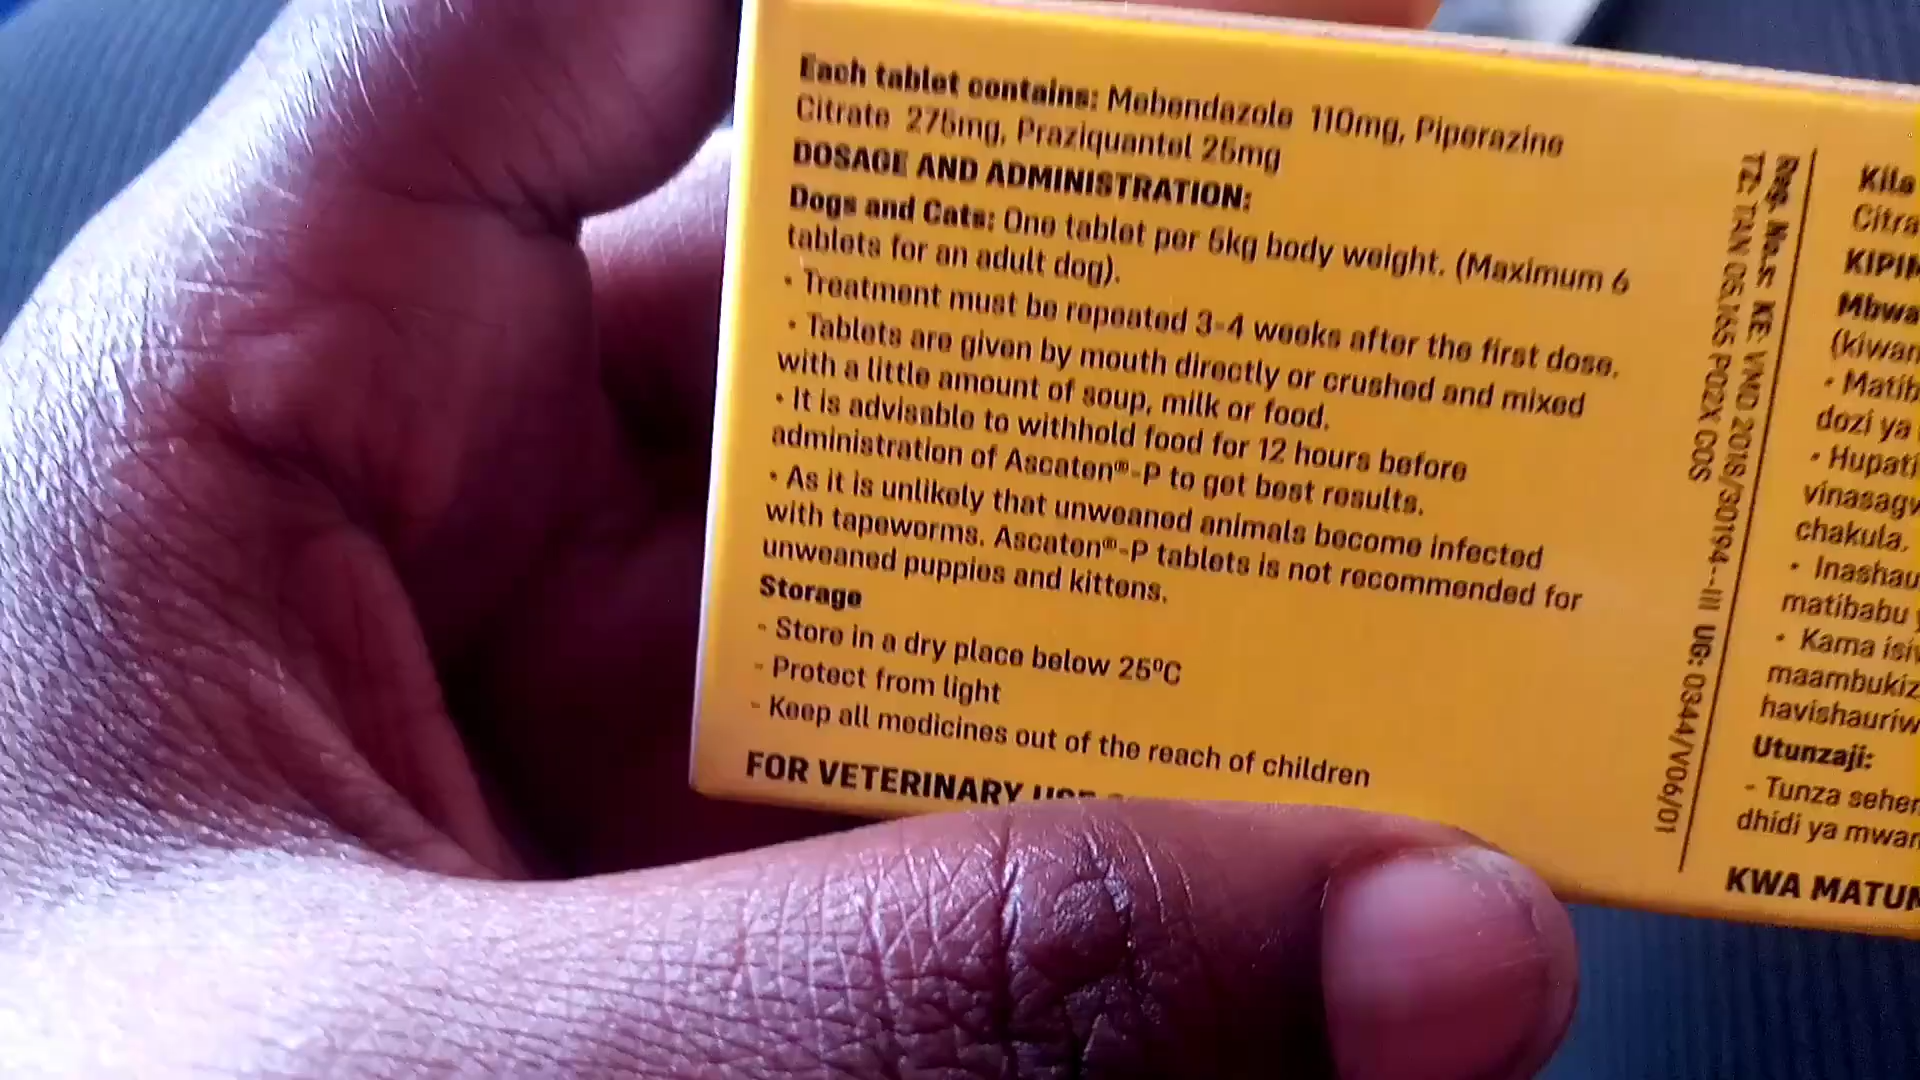 Each tablet contains: Mebendazole 110mg, Piperazine
Citrate 275mg, Praziquantel 25mg
DOSAGE AND ADMINISTRATION:
Dogs and Cats: One tablet per 5kg body weight. (Maximum 6
tablets for an adult dog).
• Treatment must be repeated 3-4 weeks after the first dose.
• Tablets are given by mouth directly or crushed and mixed
with a little amount of soup, milk or food.
• It is advisable to withhold food for 12 hours before
administration of Ascaten®-P to get best results.
• As it is unlikely that unweaned animals become infected
with tapeworms. Ascaten®-P tablets is not recommended for
unweaned puppies and kittens.
Storage
- Store in a dry place below 25ºC
- Protect from light
- Keep all medicines out of the reach of children
FOR VETERINARY USE
Reg. No.s: KE: VMD 2018/30194--III UG: 0344/V06/01
TZ: TAN 05,165 P02X COS
Kila
Citra
KIPIM
Mbwa
(kiwan
• Matib
dozi ya
• Hupati
vinasagw
chakula.
• Inashau
matibabu y
• Kama isiv
maambukiz
havishauriw
Utunzaji:
- Tunza sehem
dhidi ya mwan
KWA MATUM